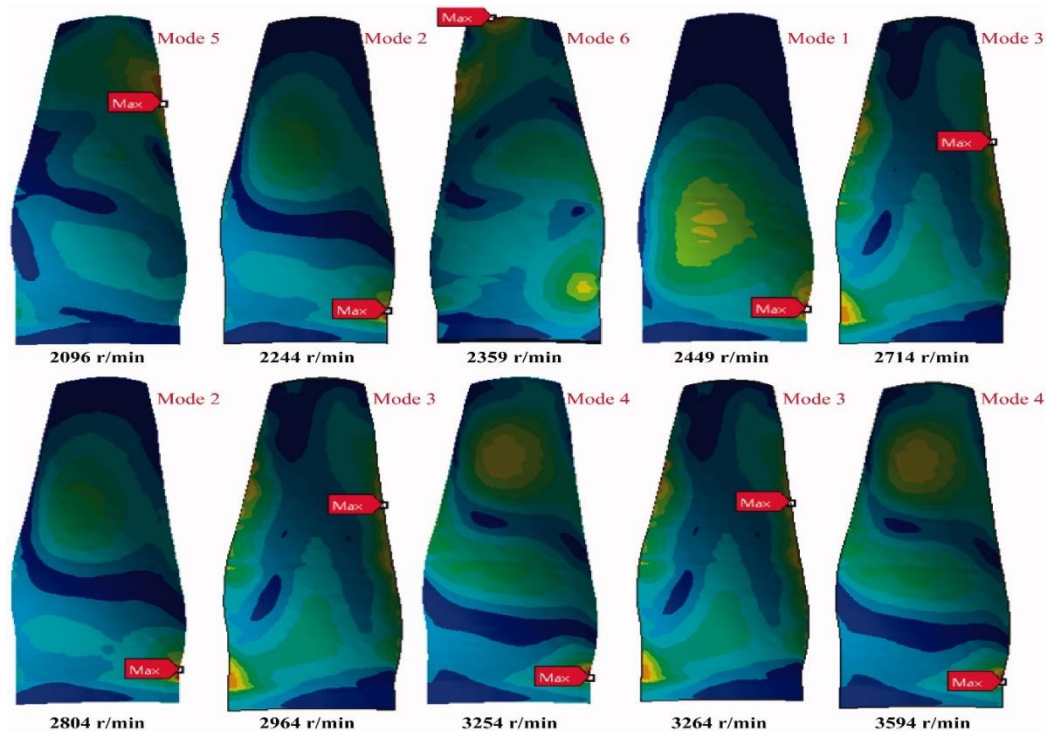 Mode 5
Mode 2
Max
Mode 6
Mode 1
Mode 3
Max
Max
Max
Max
2096 r/min
2244 r/min
2359 r/min
2449 r/min
2714 r/min
Mode 2
Mode 3
Mode 4
Mode 3
Mode 4
Max
Max
Max
Max
Max
2804 r/min
2964 r/min
3254 r/min
3264 r/min
3594 r/min